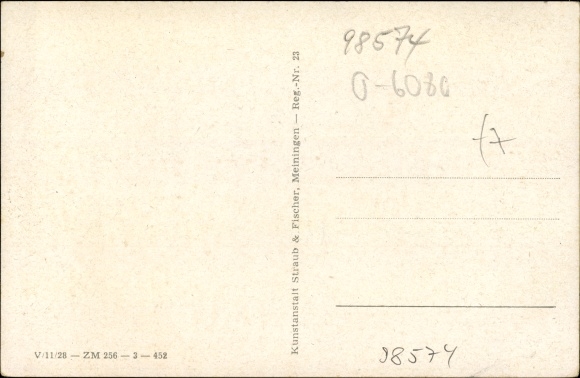 98574
O-6080
17
Kunstanstalt Straub & Fischer, Meiningen — Reg.-Nr. 23
V/11/28 — ZM 256 — 3 — 452
98574